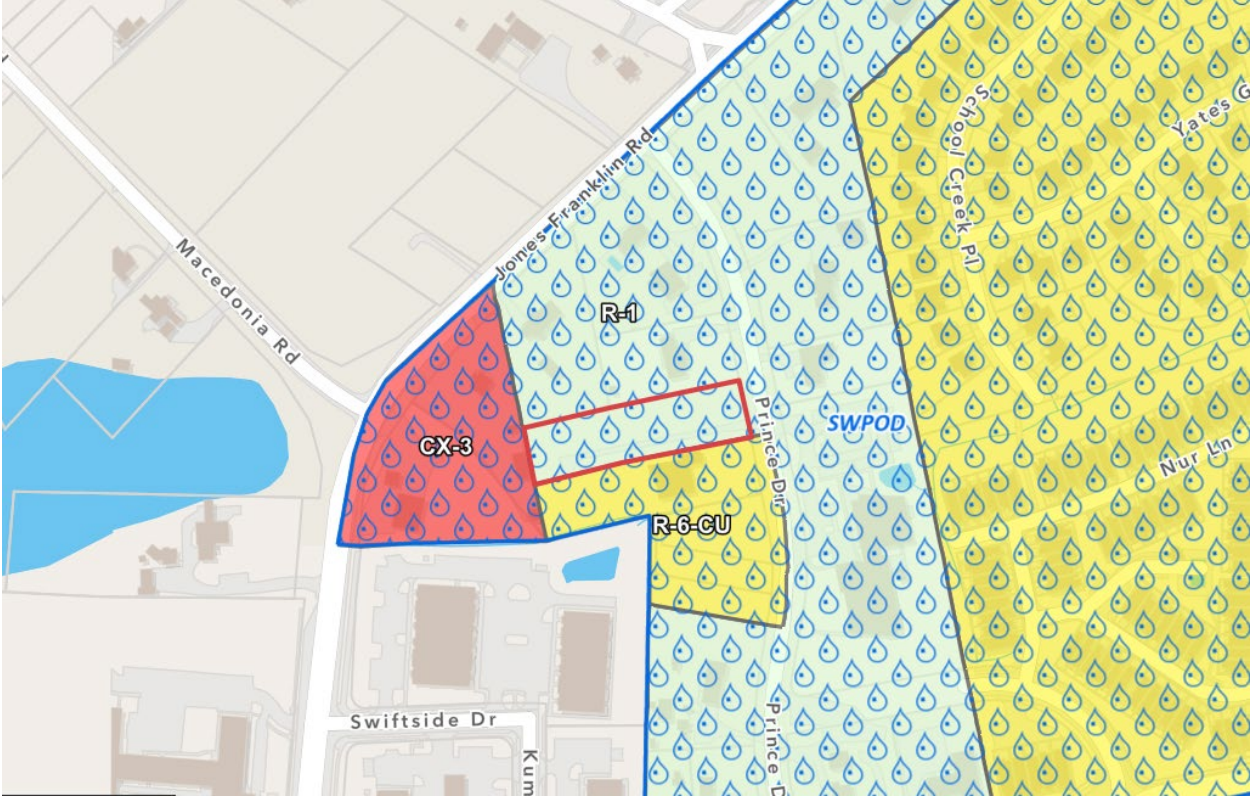 School Creek Pl
Yates G
Jones Franklin Rd
Macedonia Rd
R-1
Prince Dr
SWPOD
CX-3
Nur Ln
R-6-CU
Swiftside Dr
Prince D
Kum